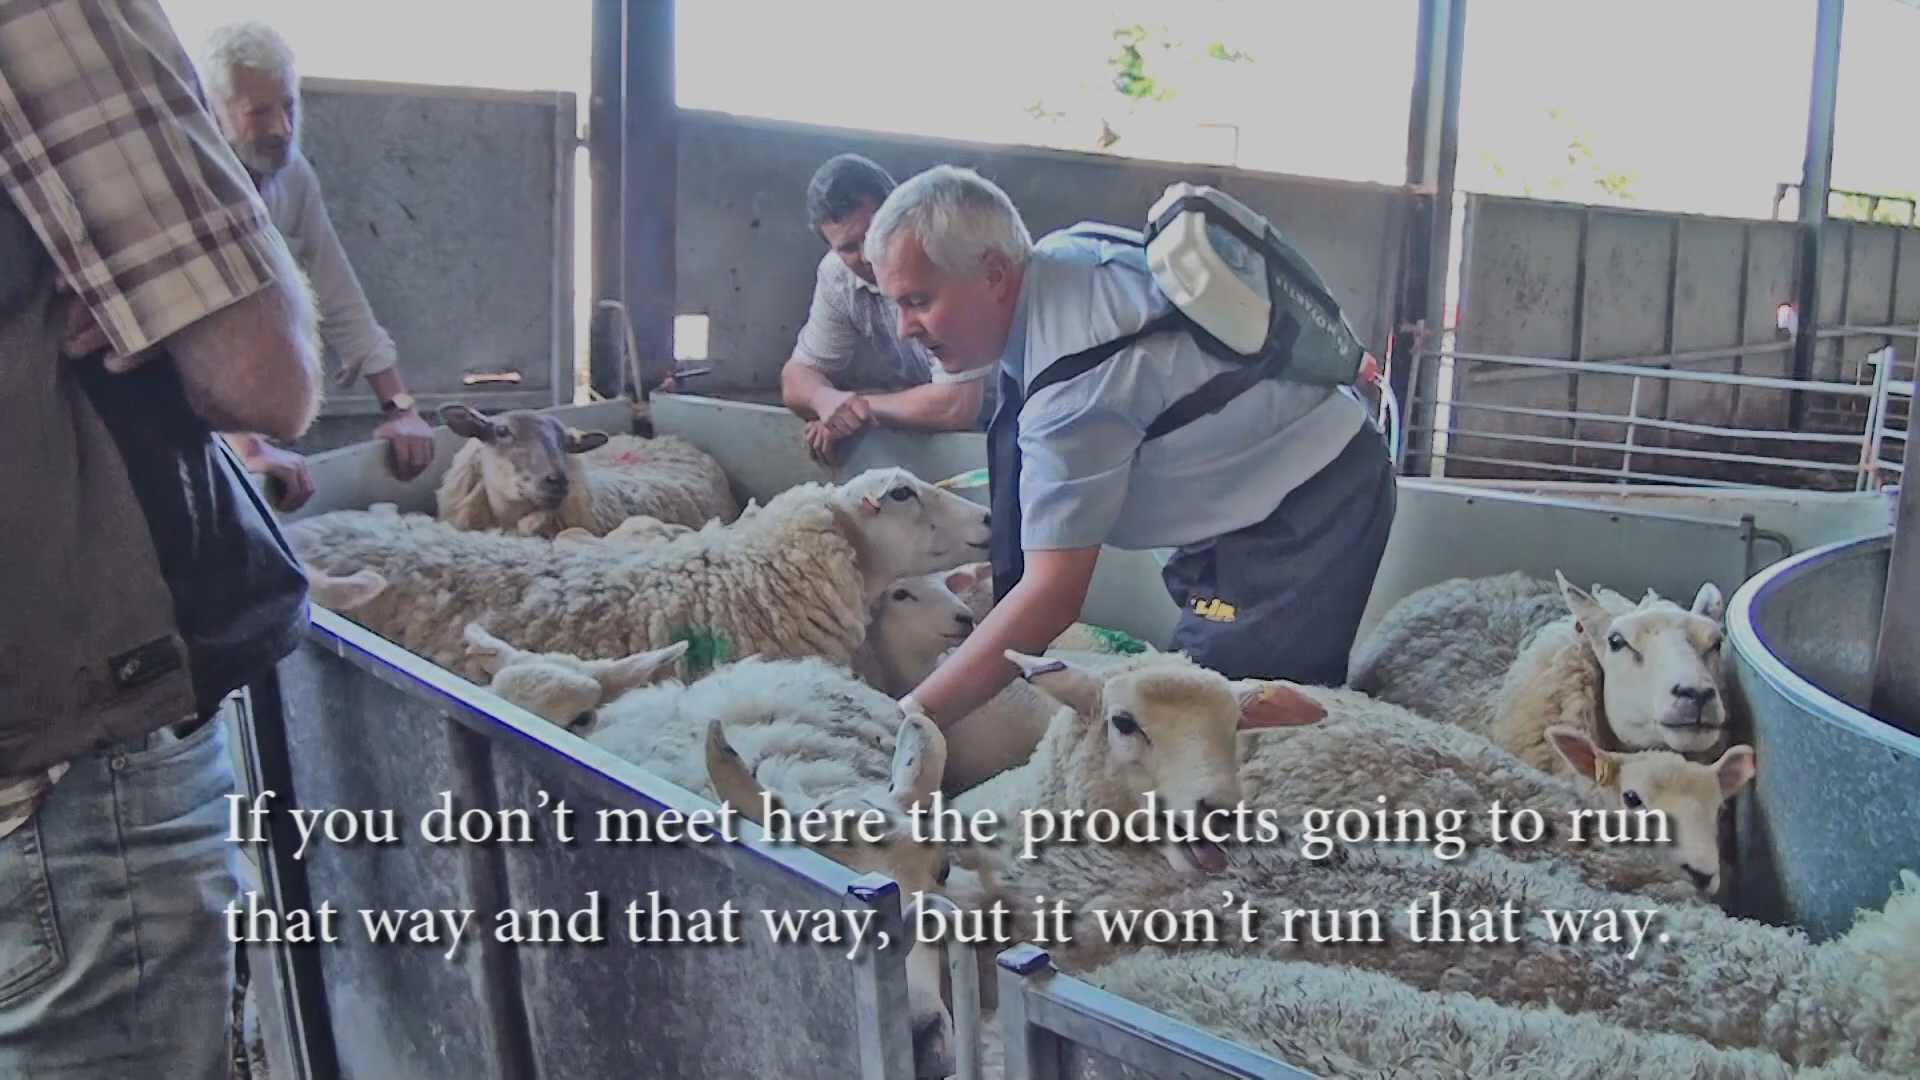 If you don't meet here the products going to run
that way and that way, but it won't run that way.